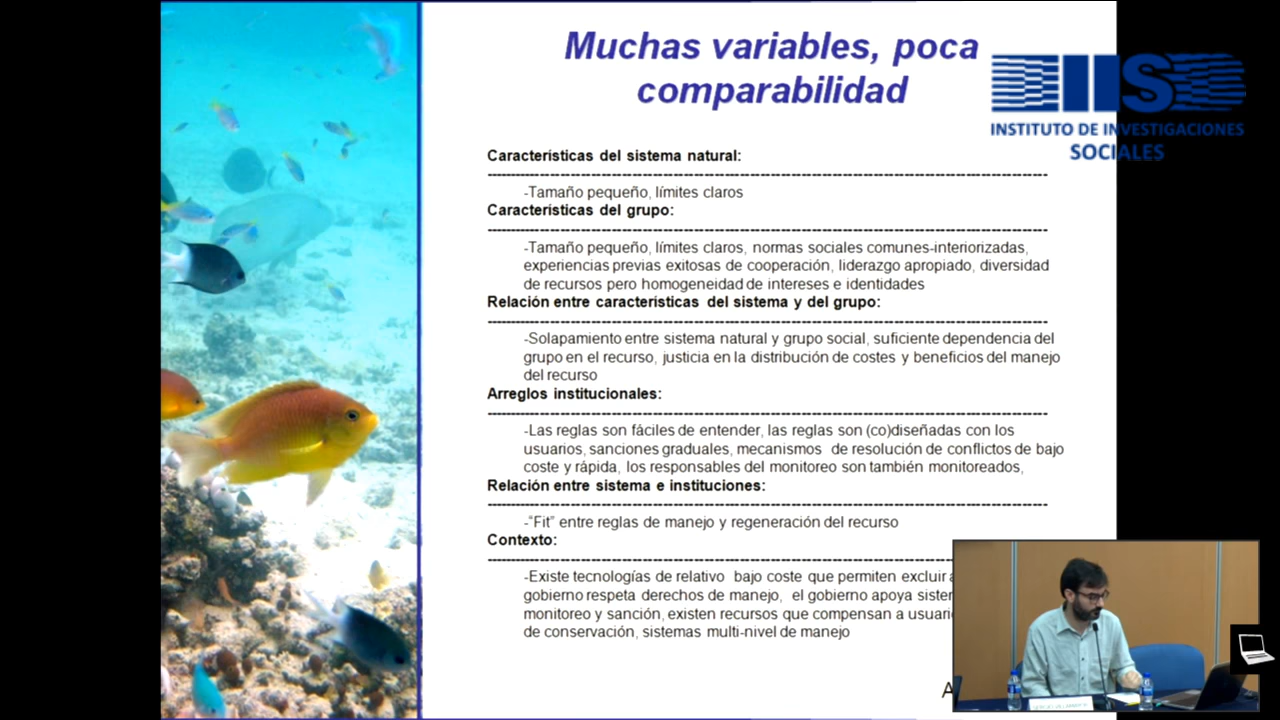 Muchas variables, poca
comparabilidad
IIS
INSTITUTO DE INVESTIGACIONES
SOCIALES
Características del sistema natural:
-Tamaño pequeño, límites claros
Características del grupo:
-Tamaño pequeño, límites claros, normas sociales comunes-interiorizadas,
experiencias previas exitosas de cooperación, liderazgo apropiado, diversidad
de recursos pero homogeneidad de intereses e identidades
Relación entre características del sistema y del grupo:
-Solapamiento entre sistema natural y grupo social, suficiente dependencia del
grupo en el recurso, justicia en la distribución de costes y beneficios del manejo
del recurso
Arreglos institucionales:
-Las reglas son fáciles de entender, las reglas son (co)diseñadas con los
usuarios, sanciones graduales, mecanismos de resolución de conflictos de bajo
coste y rápida, los responsables del monitoreo son también monitoreados,
Relación entre sistema e instituciones:
-“Fit” entre reglas de manejo y regeneración del recurso
Contexto:
-Existe tecnologías de relativo bajo coste que permiten excluir
gobierno respeta derechos de manejo, el gobierno apoya
monitoreo y sanción, existen recursos que compensan a
de conservación, sistemas multi-nivel de manejo